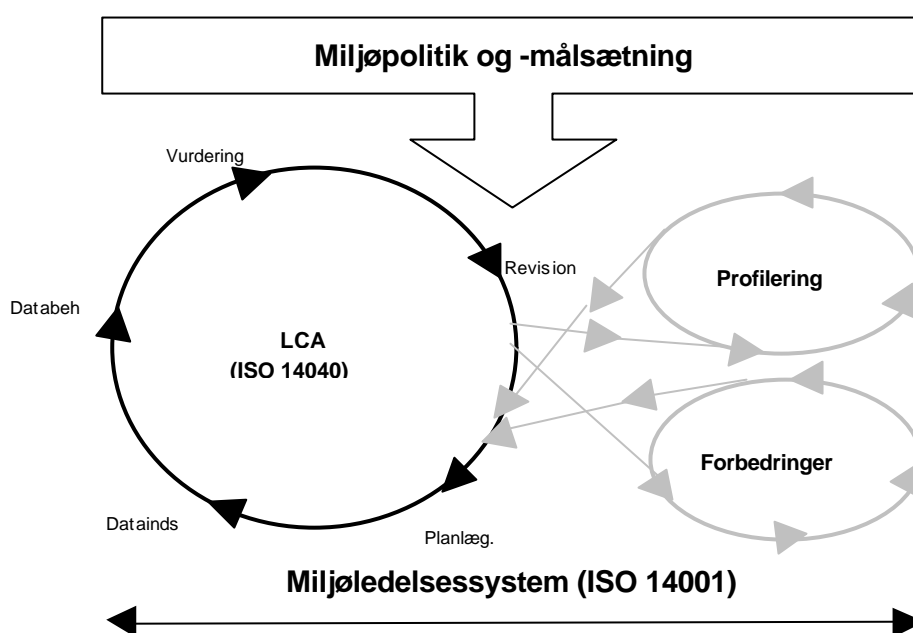 Miljøpolitik og -målsætning
Vurdering
Revision
Profilering
Databeh
LCA
(ISO 14040)
Forbedringer
Datainds
Planlæg.
Miljøledelsessystem (ISO 14001)